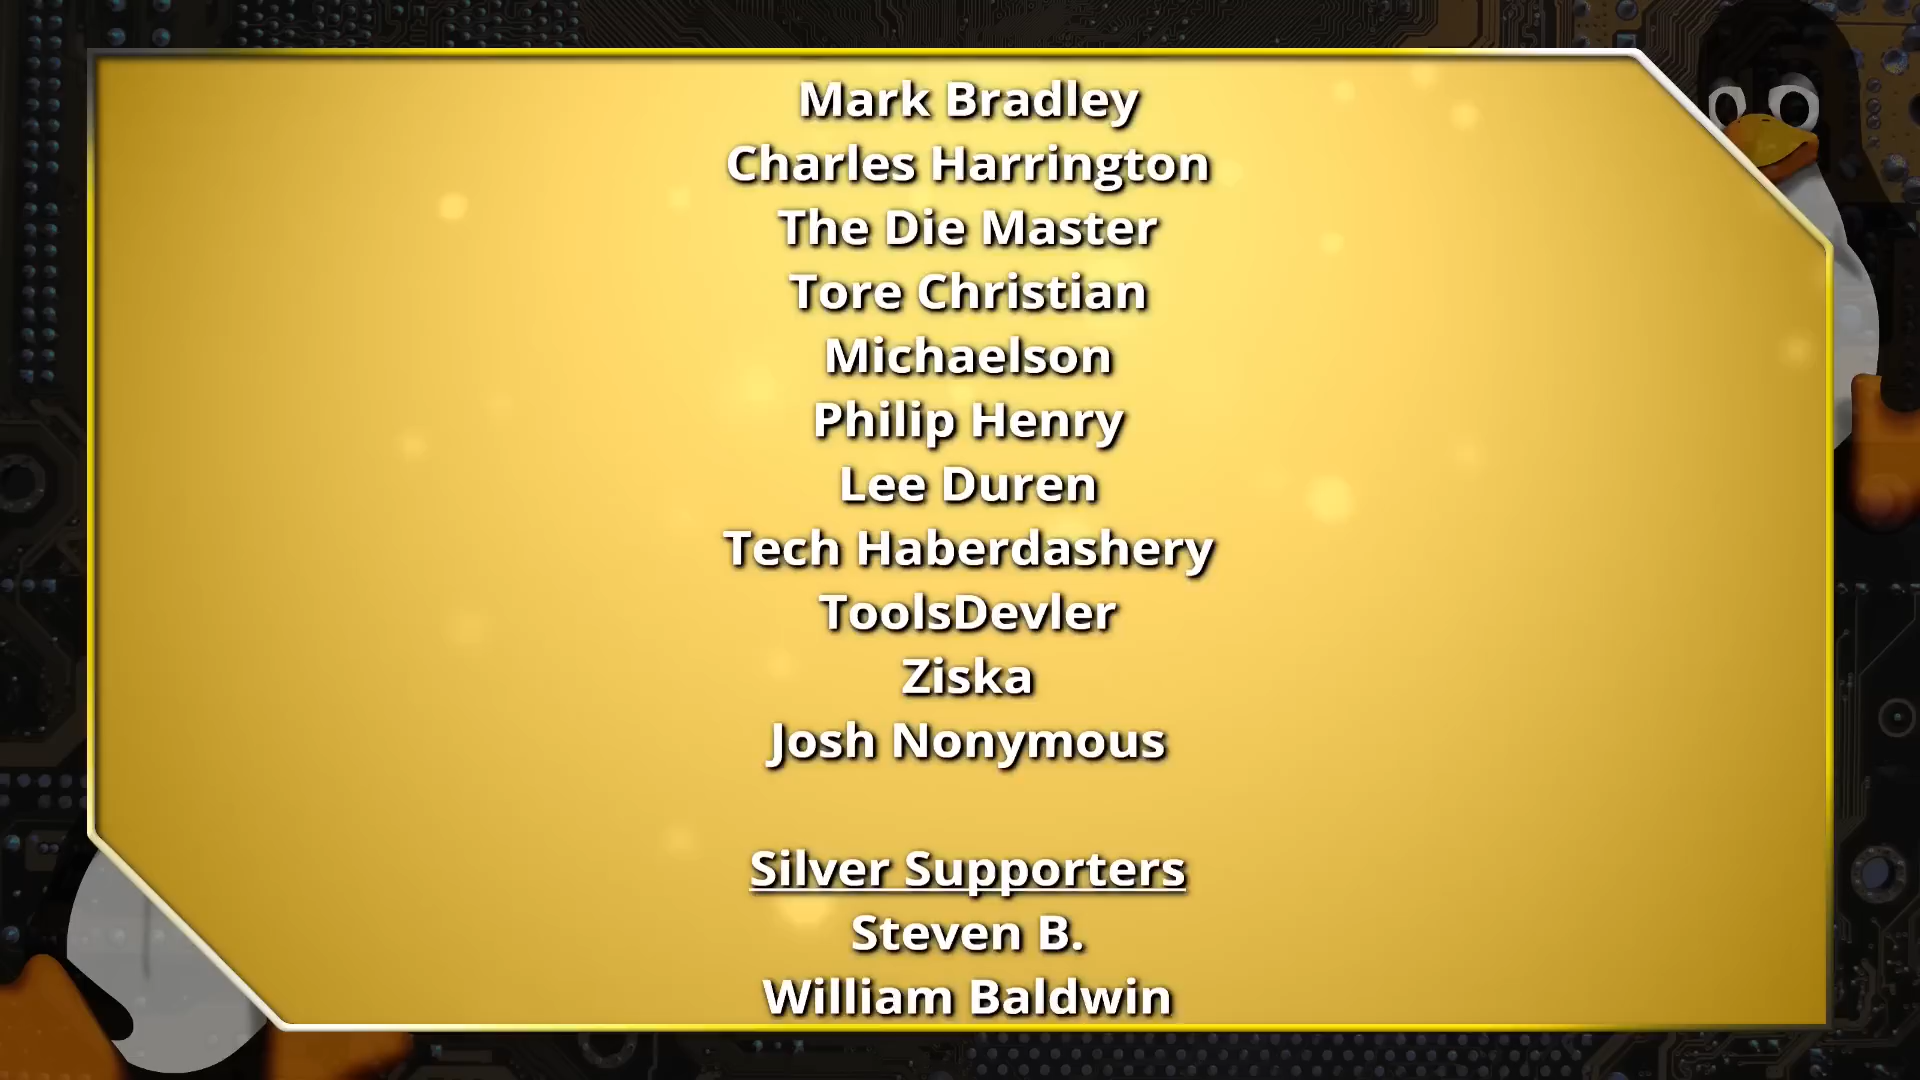 Mark Bradley
Charles Harrington
The Die Master
Tore Christian
Michaelson
Philip Henry
Lee Duren
Tech Haberdashery
ToolsDevler
Ziska
Josh Nonymous
Silver Supporters
Steven B.
William Baldwin